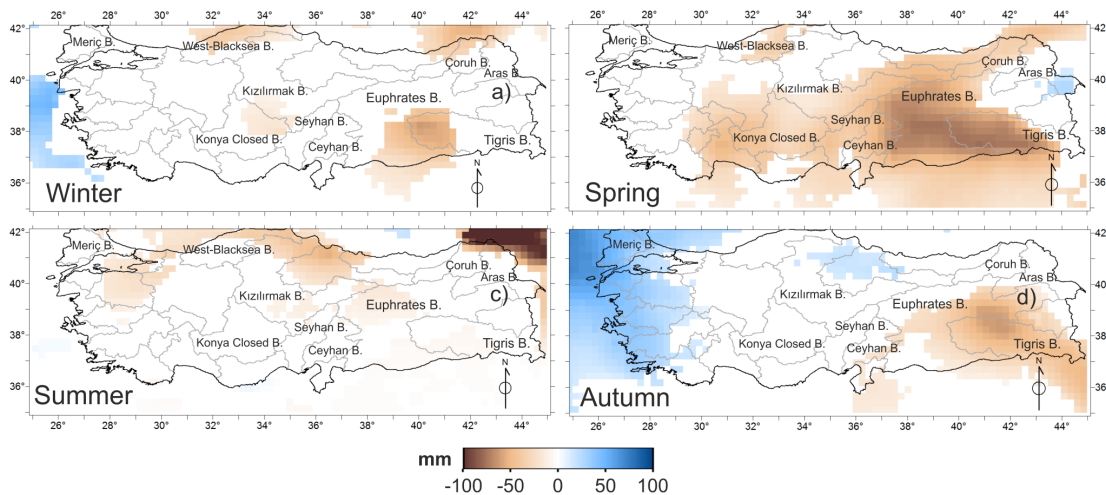 26° 28° 30° 32° 34° 36° 38° 40° 42° 44°
26° 28° 30° 32° 34° 36° 38° 40° 42° 44°
42°
40°
38°
36°
Meriç B.
West-Blacksea B.
Çoruh B.
Aras B.
Kızılırmak B.
Euphrates B.
a)
Seyhan B.
Konya Closed B.
Ceyhan B.
Tigris B.
N
Winter
42°
40°
38°
36°
Meriç B.
West-Blacksea B.
Çoruh B.
Aras B.
Kızılırmak B.
Euphrates B.
Seyhan B.
Konya Closed B.
Ceyhan B.
Tigris B.
N
Spring
42°
40°
38°
36°
Meriç B.
West-Blacksea B.
Çoruh B.
Aras B.
Kızılırmak B.
Euphrates B.
c)
Seyhan B.
Konya Closed B.
Ceyhan B.
Tigris B.
N
Summer
42°
40°
38°
36°
Meriç B.
Çoruh B.
Aras B.
Kızılırmak B.
Euphrates B.
d)
Seyhan B.
Konya Closed B.
Ceyhan B.
Tigris B.
N
Autumn
26° 28° 30° 32° 34° 36° 38° 40° 42° 44°
26° 28° 30° 32° 34° 36° 38° 40° 42° 44°
mm
-100 -50 0 50 100